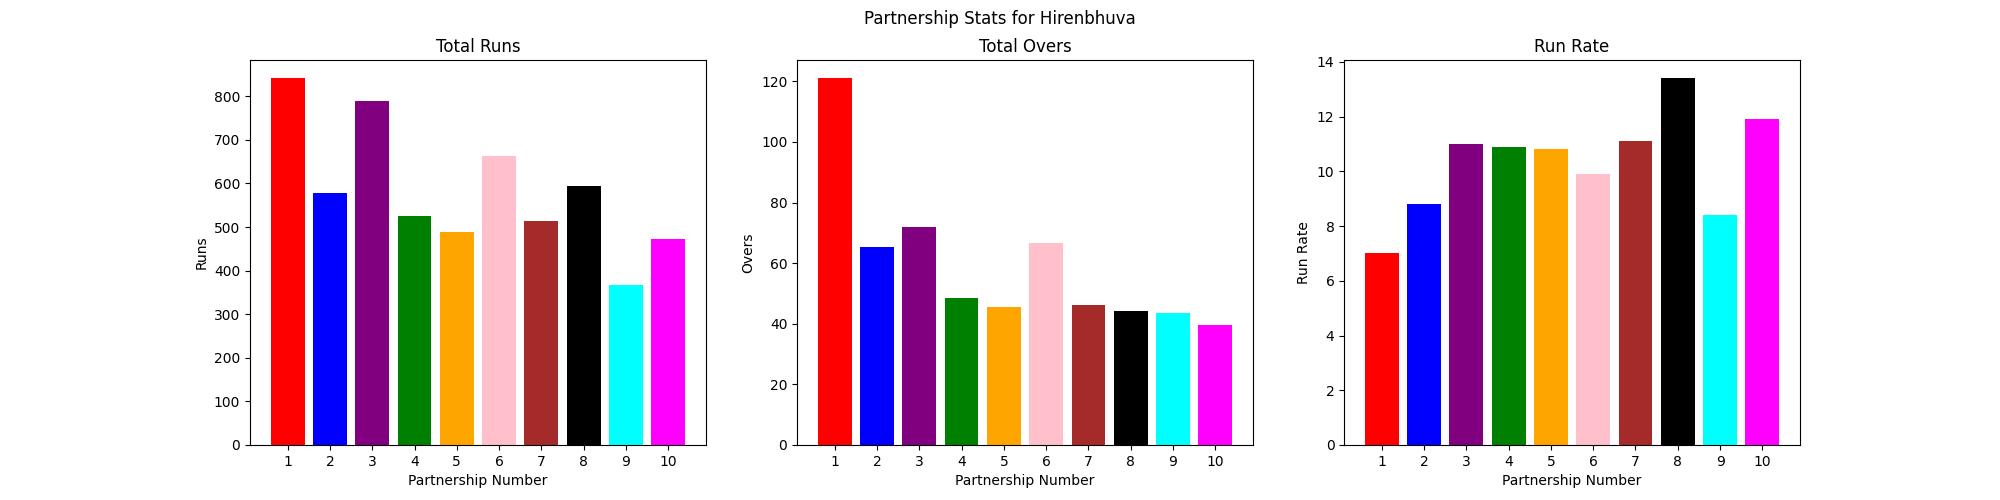 Partnership Stats for Hirenbhuva
Total Runs
Runs
800
700
600
500
400
300
200
100
0
1 2 3 4 5 6 7 8 9 10
Partnership Number
Total Overs
Overs
120
100
80
60
40
20
0
1 2 3 4 5 6 7 8 9 10
Partnership Number
Run Rate
Run Rate
14
12
10
8
6
4
2
0
1 2 3 4 5 6 7 8 9 10
Partnership Number